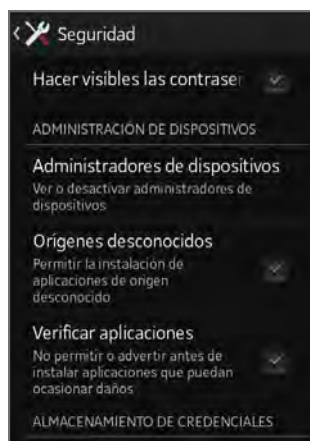 Seguridad
Hacer visibles las contraser
ADMINISTRACIÓN DE DISPOSITIVOS
Administradores de dispositivos
Ver o desactivar administradores de
dispositivos
Orígenes desconocidos
Permitir la instalación de
aplicaciones de origen
desconocido
Verificar aplicaciones
No permitir o advertir antes de
instalar aplicaciones que puedan
ocasionar daños
ALMACENAMIENTO DE CREDENCIALES